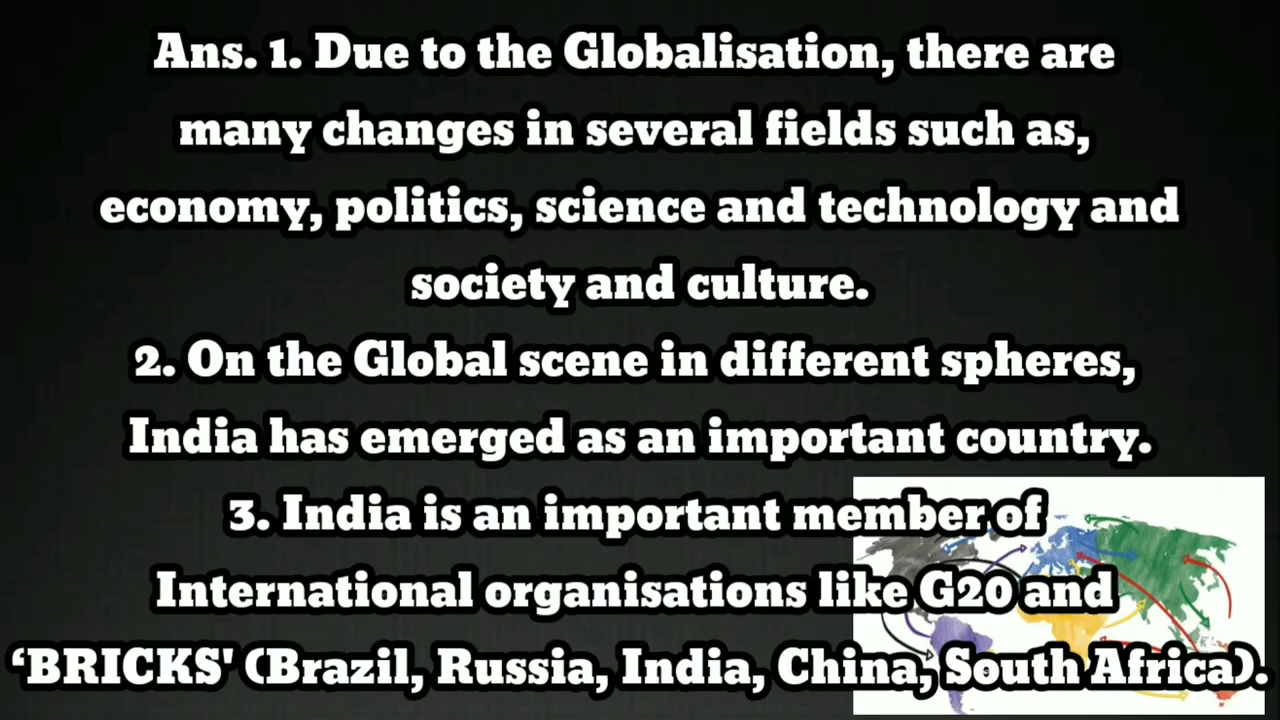 Ans. 1. Due to the Globalisation, there are
many changes in several fields such as,
economy, politics, science and technology and
society and culture.
2. On the Global scene in different spheres,
India has emerged as an important country.
3. India is an important member of
International organisations like G20 and
‘BRICKS' (Brazil, Russia, India, China, South Africa).